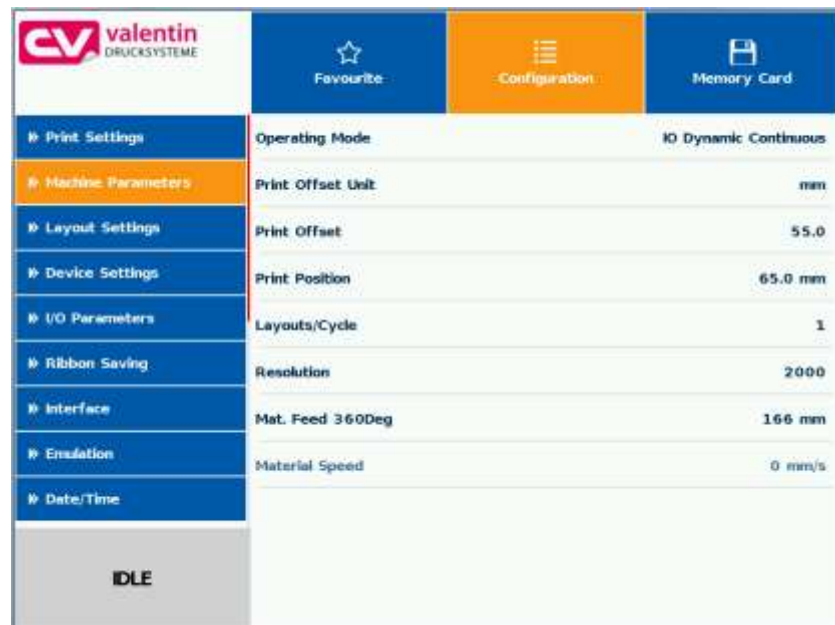 CV.
valentin
DRUCKSYSTEME
Favourite
Configuration
Memory Card
Print Settings
Machine Parameters
Layout Settings
Device Settings
I/O Parameters
Ribbon Saving
Interface
Emulation
Date/Time
IDLE
Operating Mode IO Dynamic Continuous
Print Offset Unit mm
Print Offset 55.0
Print Position 65.0 mm
Layouts/Cycle 1
Resolution 2000
Mat. Feed 360Deg 166 mm
Material Speed 0 mm/s